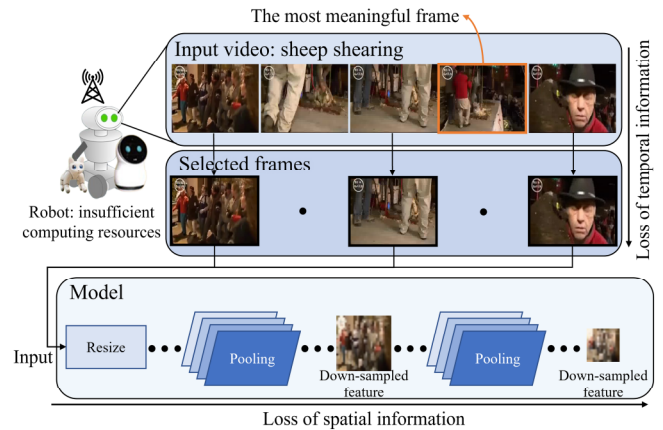 The most meaningful frame
Input video: sheep shearing
Selected frames
Robot: insufficient
computing resources
Loss of temporal information
Model
Input
Resize
Pooling
Down-sampled
feature
Pooling
Down-sampled
feature
Loss of spatial information